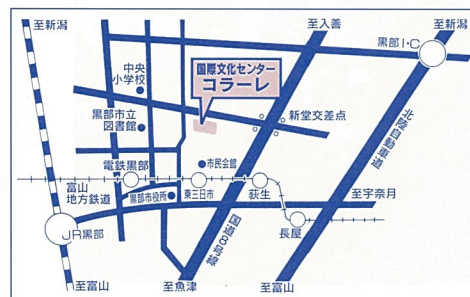 至新潟
至入善
至新潟
黒部I・C
中央
小学校
国際文化センター
コラーレ
黒部市立
図書館
新堂交差点
北陸自動車道
市民会館
電鉄黒部
富山
地方鉄道
黒部市役所
東三日市
荻生
至宇奈月
国道8号線
長屋
JR黒部
至富山
至魚津
至富山